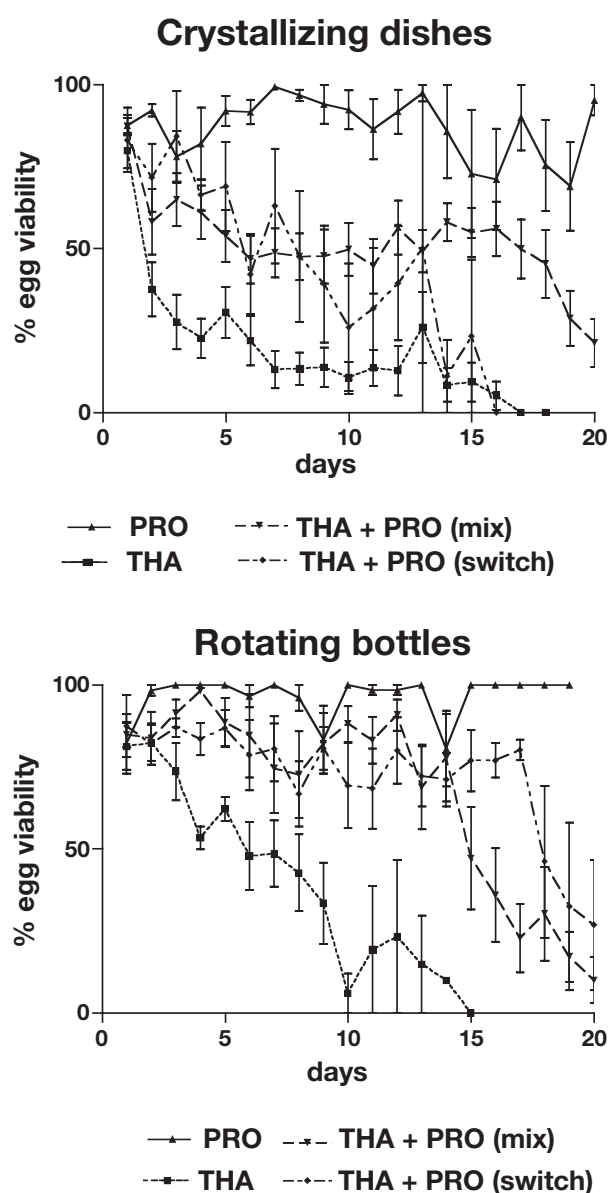 Crystallizing dishes
100
50
0
% egg viability
0 5 10 15 20
days
PRO THA + PRO (mix)
THA THA + PRO (switch)
Rotating bottles
100
50
0
% egg viability
0 5 10 15 20
days
PRO THA + PRO (mix)
THA THA + PRO (switch)